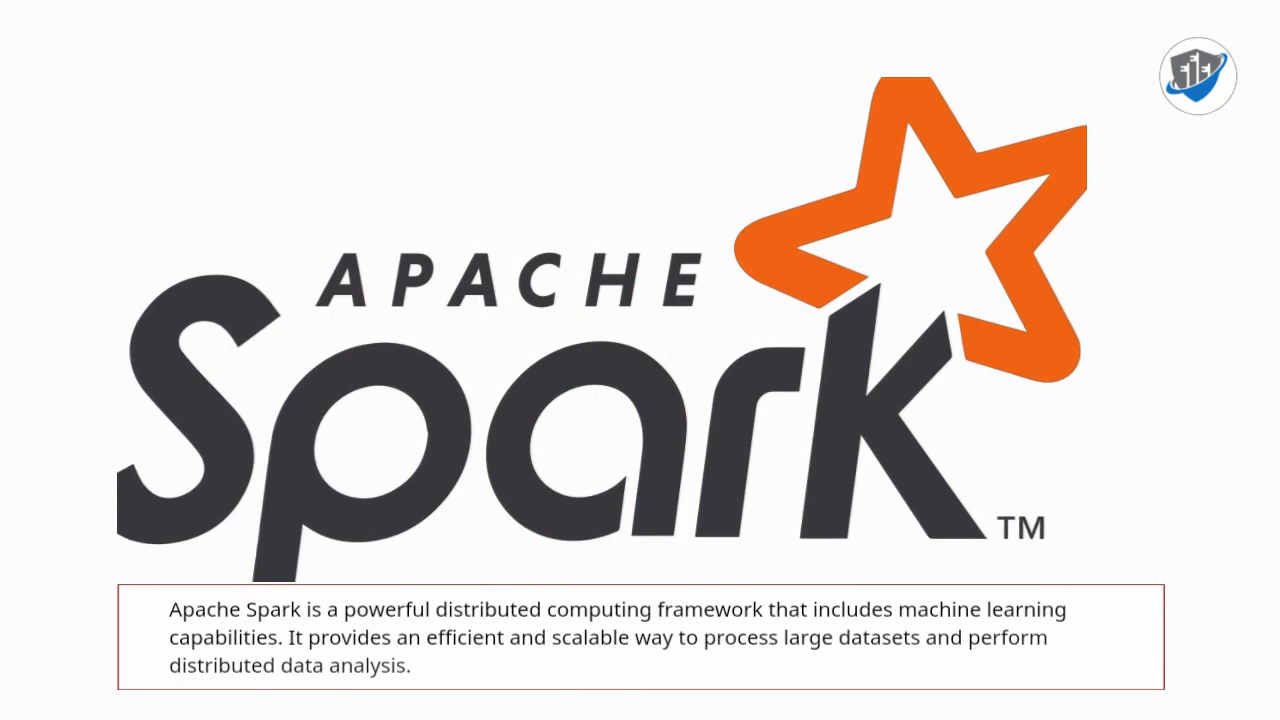 APACHE
Spark TM
Apache Spark is a powerful distributed computing framework that includes machine learning
capabilities. It provides an efficient and scalable way to process large datasets and perform
distributed data analysis.